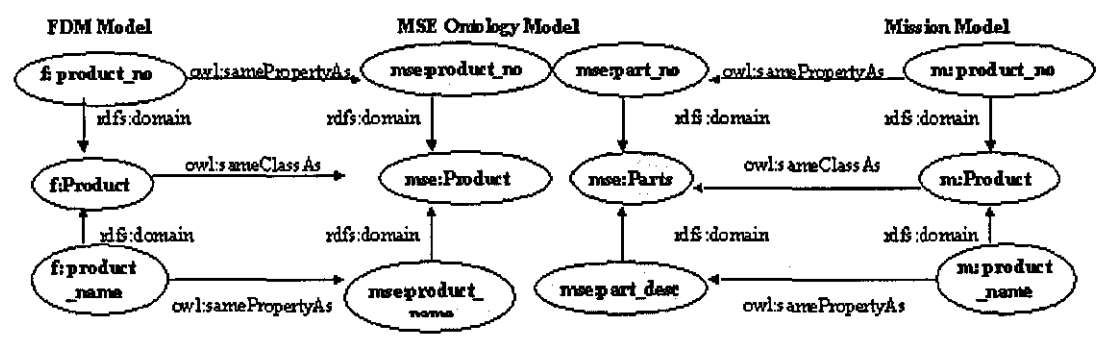 FDM Model
MSE Ontology Model
Mission Model
f:product_no
owl:samePropertyAs
mse:product_no
mse:part_no
owl:samePropertyAs
m:product_no
rdfs:domain
rdfs:domain
rdfs:domain
rdfs:domain
f:Product
owl:sameClassAs
mse:Product
mse:Parts
owl:sameClassAs
m:Product
rdfs:domain
rdfs:domain
rdfs:domain
rdfs:domain
f:product
_name
owl:samePropertyAs
mse:product_
name
mse:part_desc
owl:samePropertyAs
m:product
_name